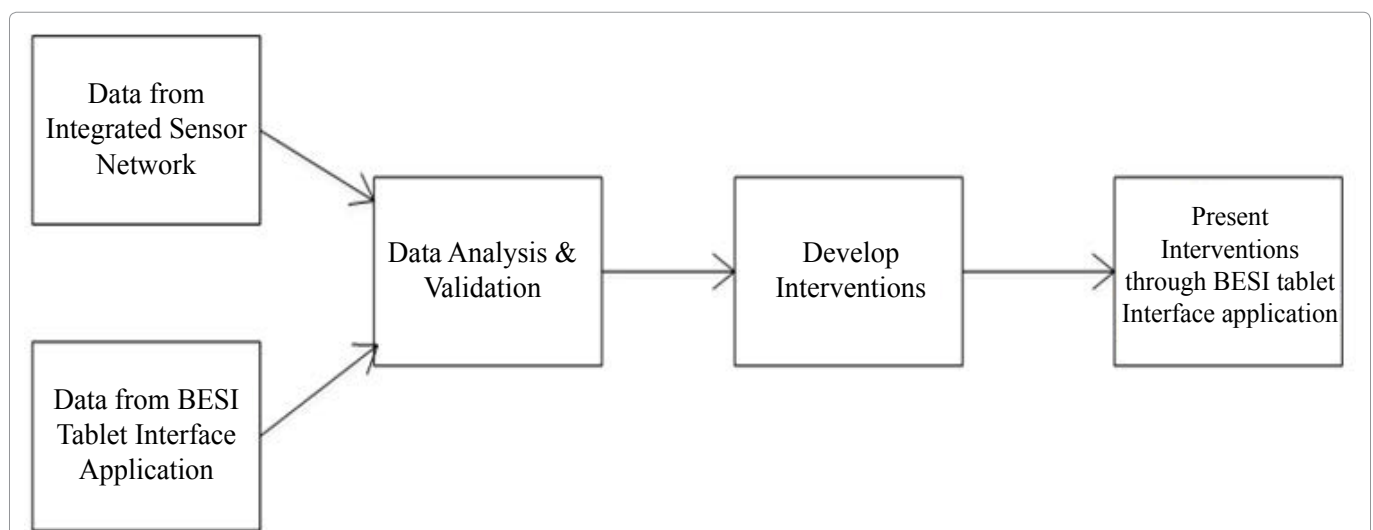 Data from
Integrated Sensor
Network
Data from BESI
Tablet Interface
Application
Data Analysis &
Validation
Develop
Interventions
Present
Interventions
through BESI tablet
Interface application